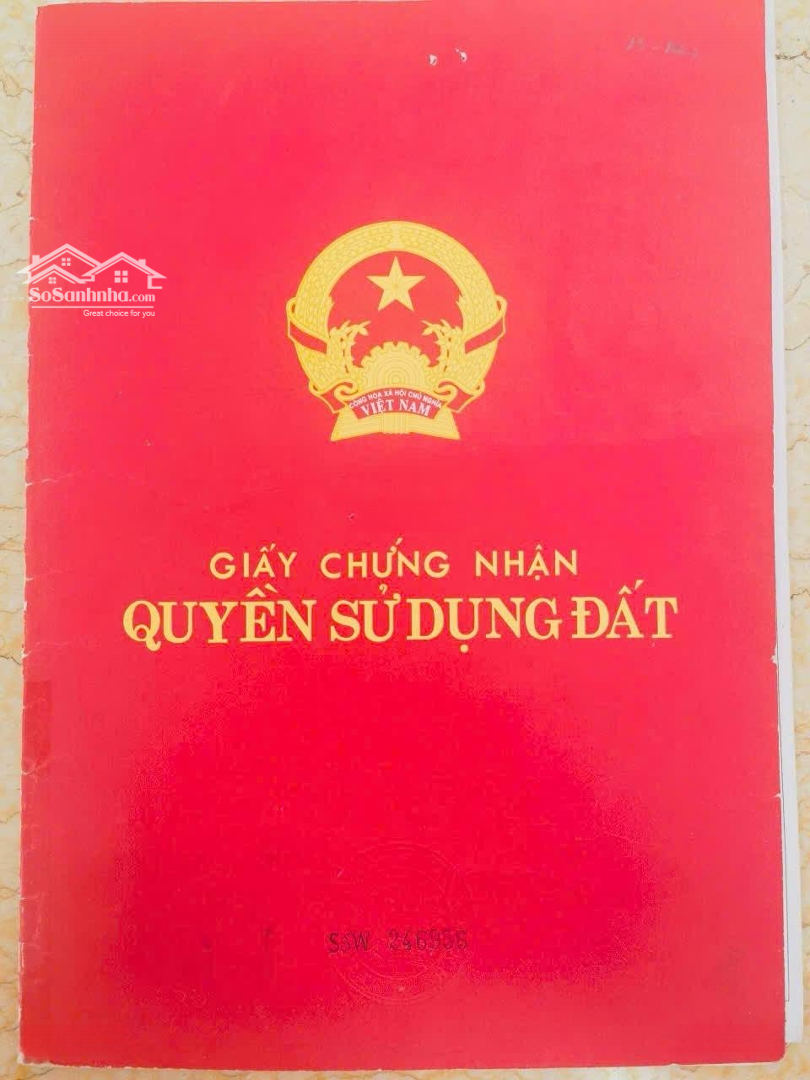 SoSanhnha.com
Great choice for you
CỘNG HÒA XÃ HỘI CHỦ NGHĨA
VIỆT NAM
GIẤY CHỨNG NHẬN
QUYỀN SỬ DỤNG ĐẤT